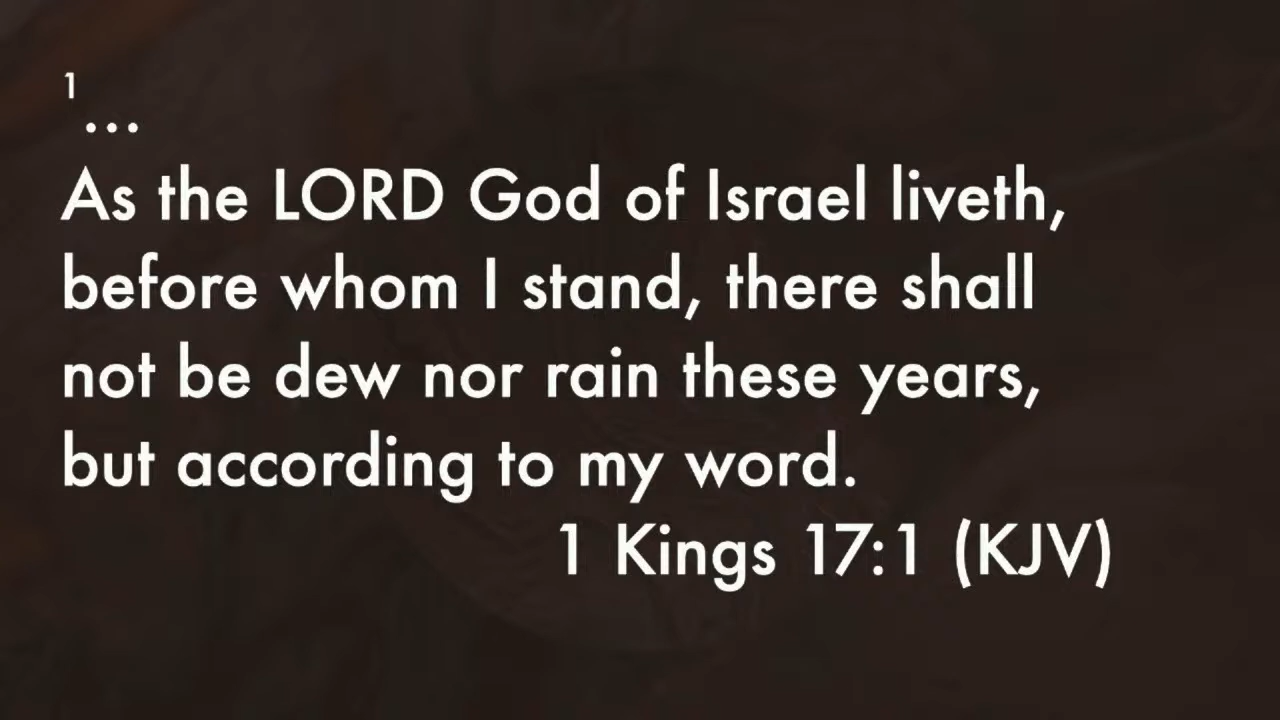 1
...
As the LORD God of Israel liveth,
before whom I stand, there shall
not be dew nor rain these years,
but according to my word.
1 Kings 17:1 (KJV)